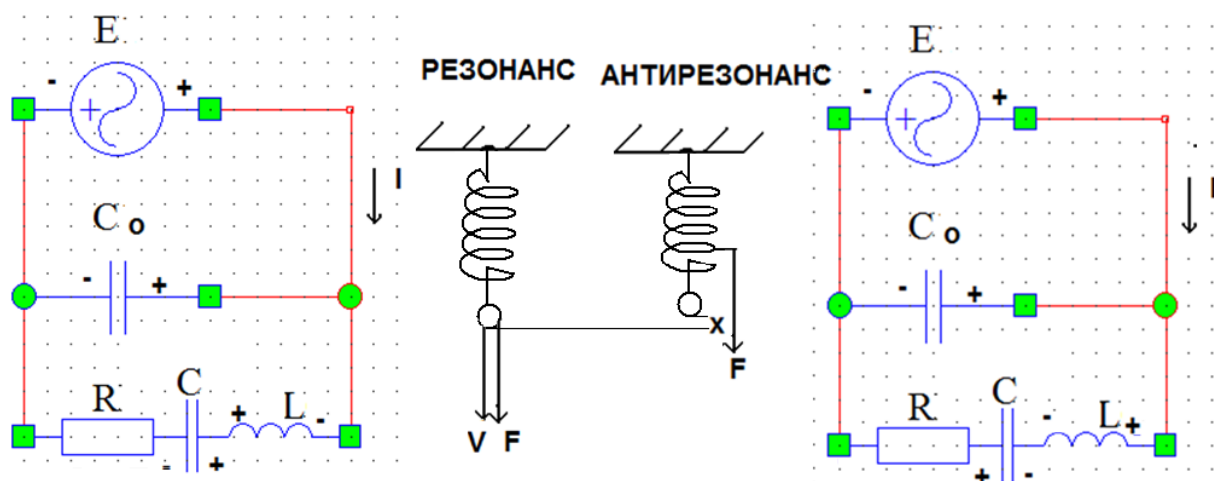 E
- + + 
I
C o
- +
R C + L -
- +
РЕЗОНАНС
V F
АНТИРЕЗОНАНС
X
F
E
- + +
I
C o
- +
R C - L +
+ -